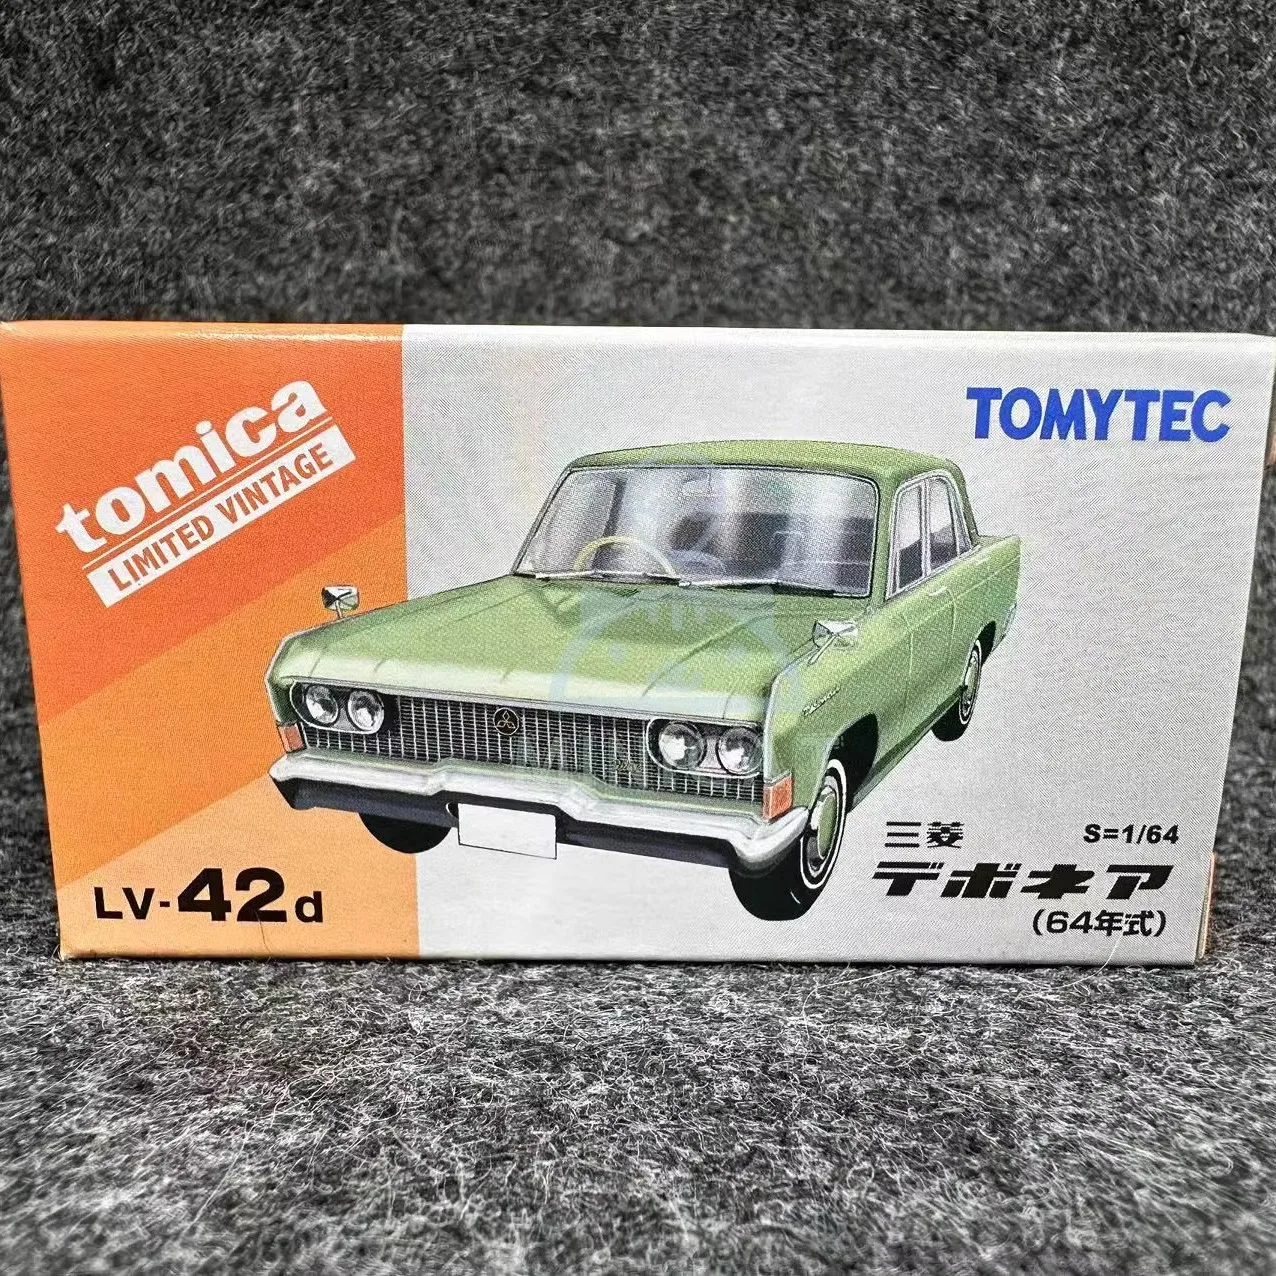 tomica
LIMITED VINTAGE
TOMYTEC
三菱
S=1/64
デボネア
(64年式)
LV-42d